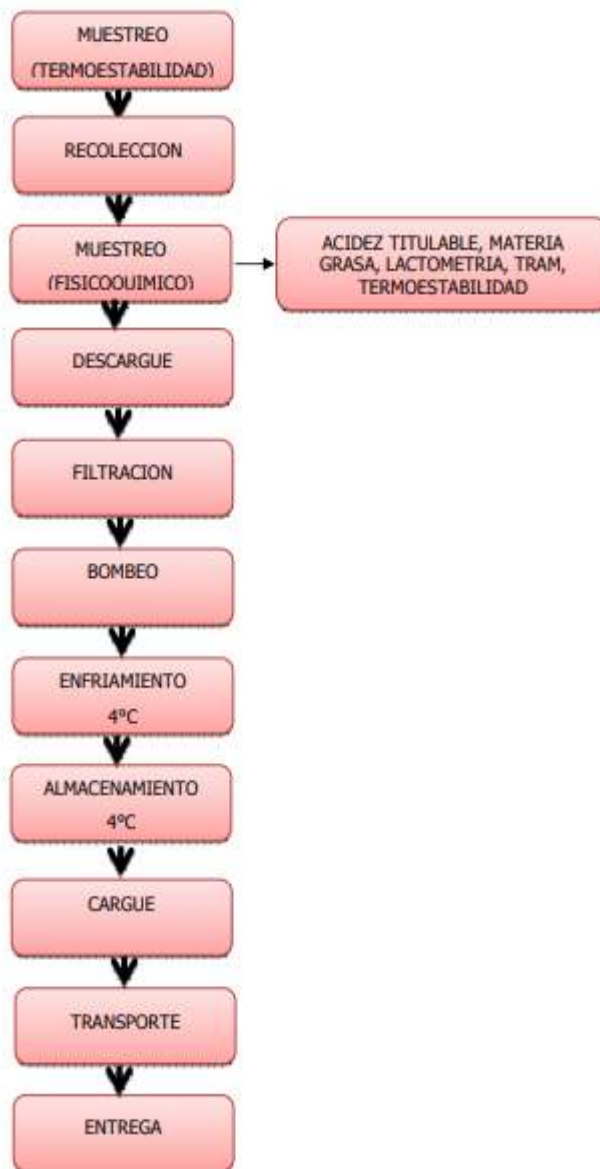 MUESTREO
(TERMOESTABILIDAD)
RECOLECCION
MUESTREO
(FISICOQUIMICO)
ACIDEZ TITULABLE, MATERIA
GRASA, LACTOMETRIA, TRAM,
TERMOESTABILIDAD
DESCARGUE
FILTRACION
BOMBEO
ENFRIAMIENTO
4°C
ALMACENAMIENTO
4°C
CARGUE
TRANSPORTE
ENTREGA